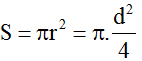 S = πr² = π.d²/4